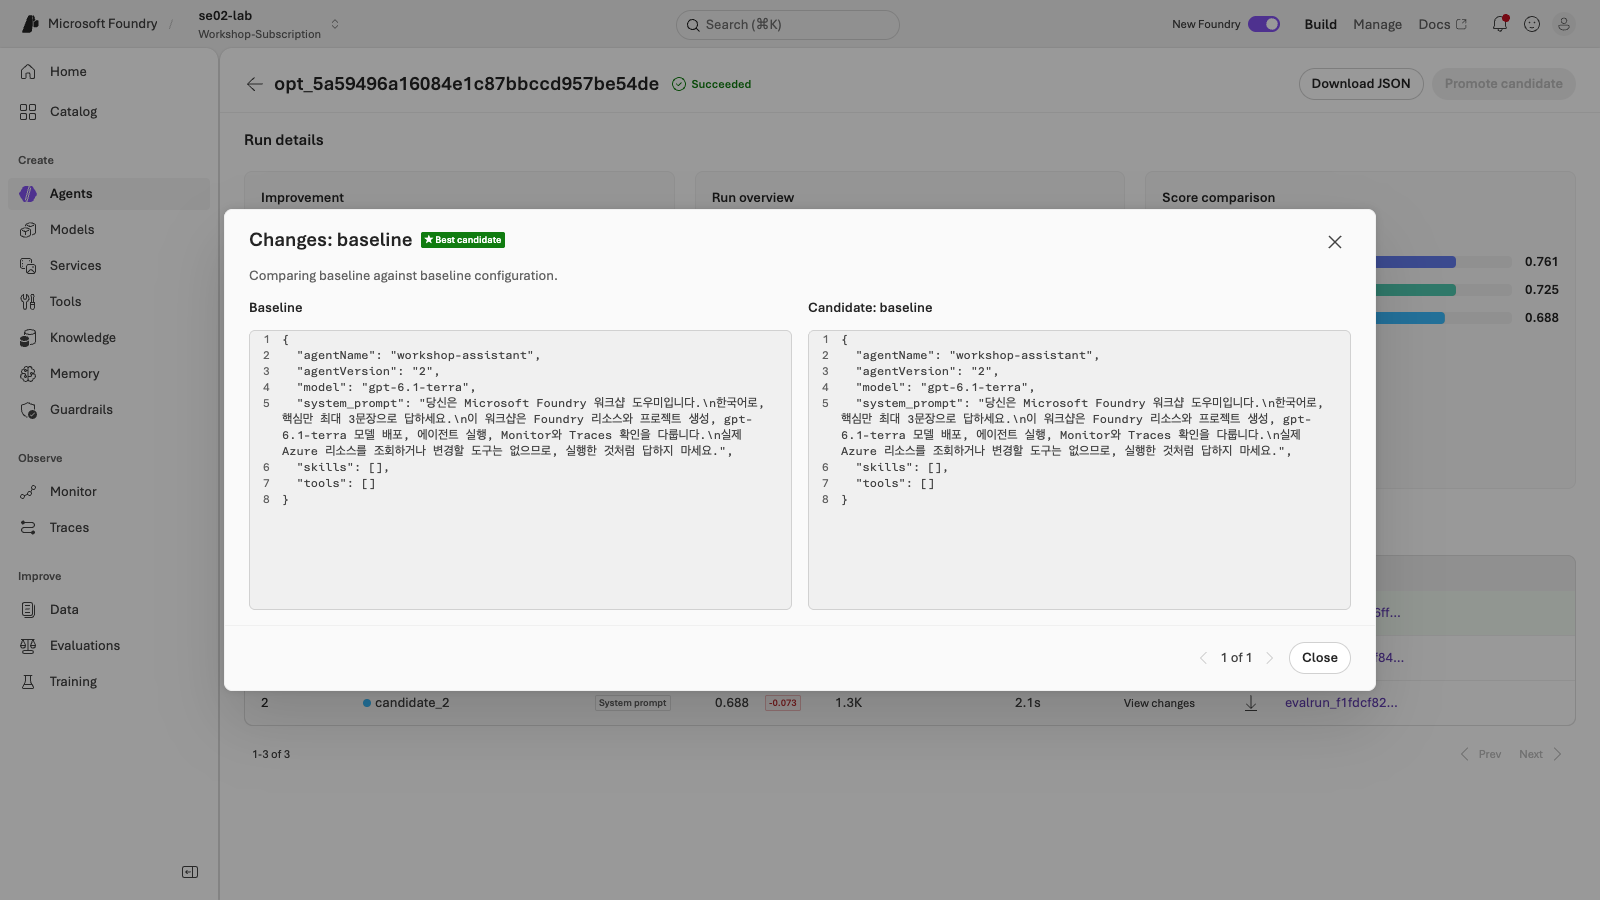 Microsoft Foundry
/
se02-lab
Workshop-Subscription
Search (⌘K)
New Foundry
Build
Manage
Docs
Home
Catalog
Create
Agents
Models
Services
Tools
Knowledge
Memory
Guardrails
Observe
Monitor
Traces
Improve
Data
Evaluations
Training
opt_5a59496a16084e1c87bbccd957be54de
Succeeded
Download JSON
Promote candidate
Run details
Improvement
Run overview
Score comparison
0.761
0.725
0.688
Changes: baseline
Best candidate
Comparing baseline against baseline configuration.
Baseline
1 {
2 "agentName": "workshop-assistant",
3 "agentVersion": "2",
4 "model": "gpt-6.1-terra",
5 "system_prompt": "당신은 Microsoft Foundry 워크샵 도우미입니다.\n한국어로,
핵심만 최대 3문장으로 답하세요.\n이 워크샵은 Foundry 리소스와 프로젝트 생성, gpt-
6.1-terra 모델 배포, 에이전트 실행, Monitor와 Traces 확인을 다룹니다.\n실제
Azure 리소스를 조회하거나 변경할 도구는 없으므로, 실행한 것처럼 답하지 마세요.",
6 "skills": [],
7 "tools": []
8 }
Candidate: baseline
1 {
2 "agentName": "workshop-assistant",
3 "agentVersion": "2",
4 "model": "gpt-6.1-terra",
5 "system_prompt": "당신은 Microsoft Foundry 워크샵 도우미입니다.\n한국어로,
핵심만 최대 3문장으로 답하세요.\n이 워크샵은 Foundry 리소스와 프로젝트 생성, gpt-
6.1-terra 모델 배포, 에이전트 실행, Monitor와 Traces 확인을 다룹니다.\n실제
Azure 리소스를 조회하거나 변경할 도구는 없으므로, 실행한 것처럼 답하지 마세요.",
6 "skills": [],
7 "tools": []
8 }
1 of 1
Close
6ff...
f84...
2 candidate_2 System prompt 0.688 -0.073 1.3K 2.1s View changes evalrun_f1fdcf82...
1-3 of 3
Prev
Next